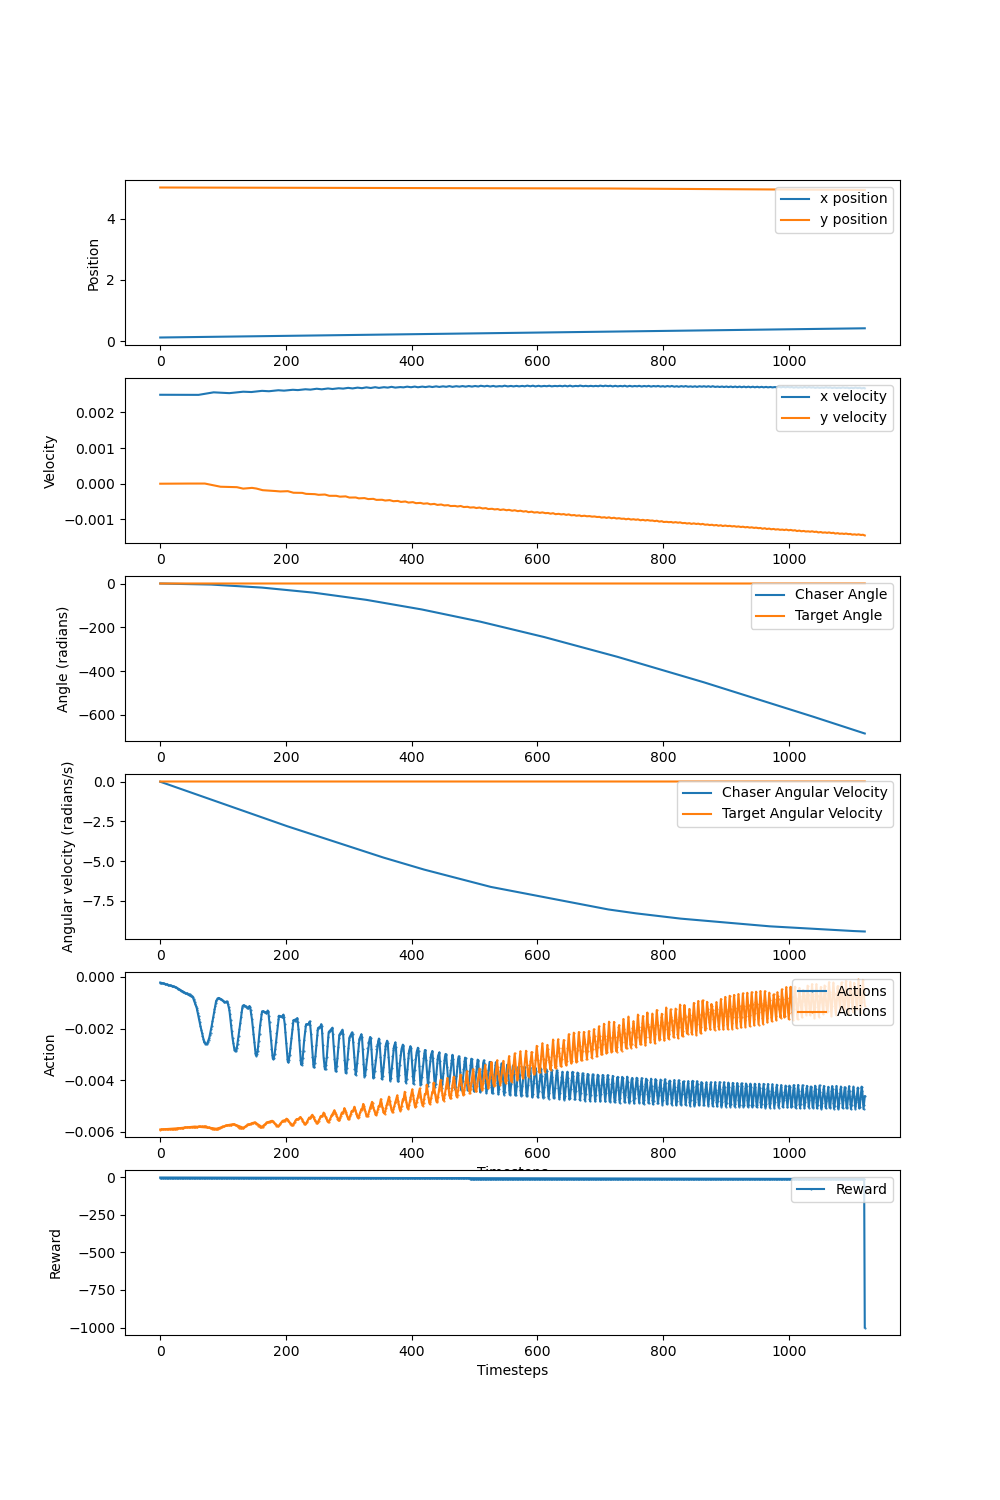 Position
4
2
0
x position
y position
0 200 400 600 800 1000
Velocity
0.002
0.001
0.000
−0.001
x velocity
y velocity
0 200 400 600 800 1000
Angle (radians)
0
−200
−400
−600
Chaser Angle
Target Angle
0 200 400 600 800 1000
Angular velocity (radians/s)
0.0
−2.5
−5.0
−7.5
Chaser Angular Velocity
Target Angular Velocity
0 200 400 600 800 1000
Action
0.000
−0.002
−0.004
−0.006
Actions
Actions
0 200 400 600 800 1000
Timesteps
Reward
0
−250
−500
−750
−1000
Reward
0 200 400 600 800 1000
Timesteps